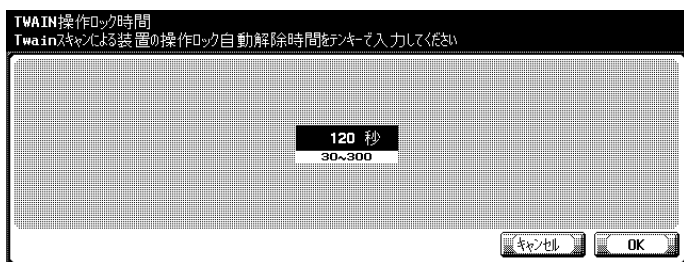 TWAIN操作ロック時間
Twainスキャンによる装置の操作ロック自動解除時間をテンキーで入力してください
120 秒
30~300
キャンセル OK